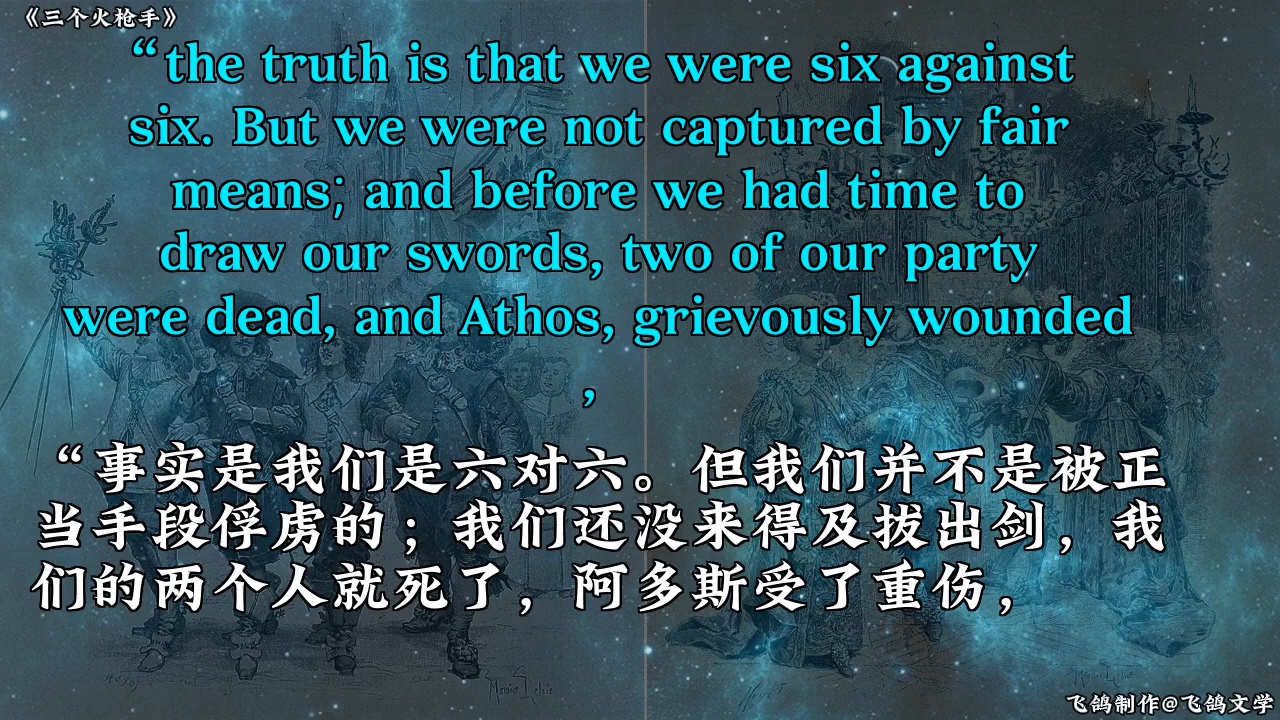 《三个火枪手》
“the truth is that we were six against
six. But we were not captured by fair
means; and before we had time to
draw our swords, two of our party
were dead, and Athos, grievously wounded
,
“事实是我们是六对六。但我们并不是被正
当手段俘虏的；我们还没来得及拔出剑，我
们的两个人就死了，阿多斯受了重伤，
飞鸽制作@飞鸽文学